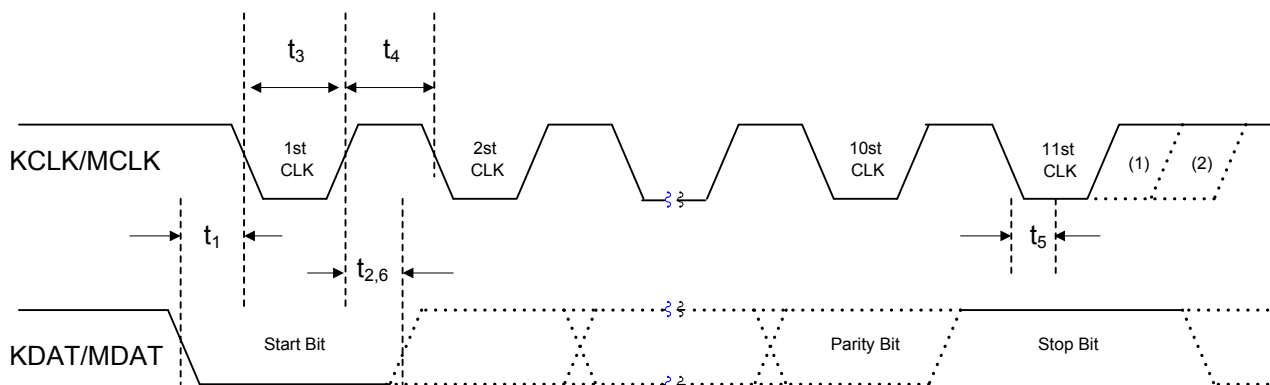 t3 t4
KCLK/MCLK
1st CLK
2st CLK
10st CLK
11st CLK
(1) (2)
t1
t2,6
t5
KDAT/MDAT
Start Bit
Parity Bit
Stop Bit